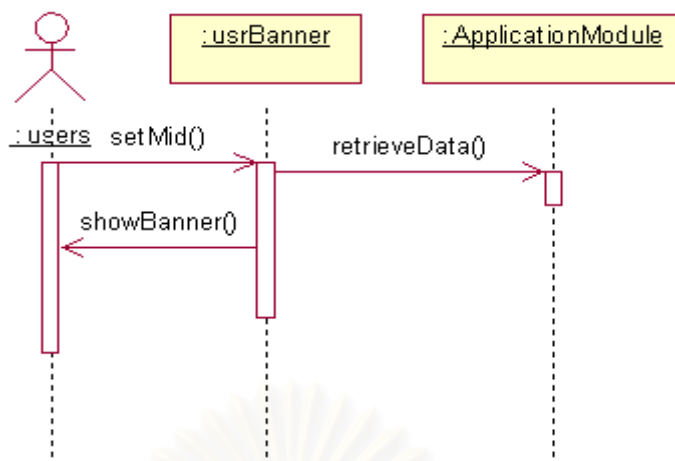 : usrBanner
: ApplicationModule
: users
setMid()
retrieveData()
showBanner()